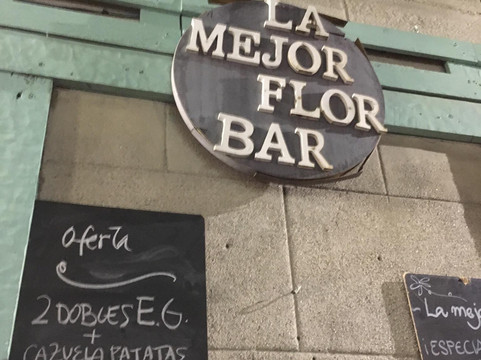 LA
MEJOR
FLOR
BAR
Oferta
2 DOBLES E.G.
+
CAZUELA PATATAS
- La mejo
¡ESPECIA